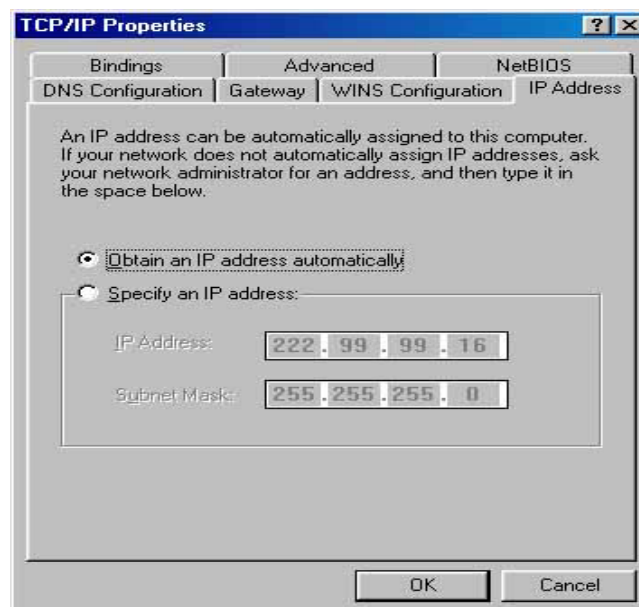 TCP/IP Properties
Bindings Advanced NetBIOS
DNS Configuration Gateway WINS Configuration IP Address
An IP address can be automatically assigned to this computer.
If your network does not automatically assign IP addresses, ask
your network administrator for an address, and then type it in
the space below.
Obtain an IP address automatically
Specify an IP address:
IP Address: 222 . 99 . 99 . 16
Subnet Mask: 255 . 255 . 255 . 0
OK Cancel